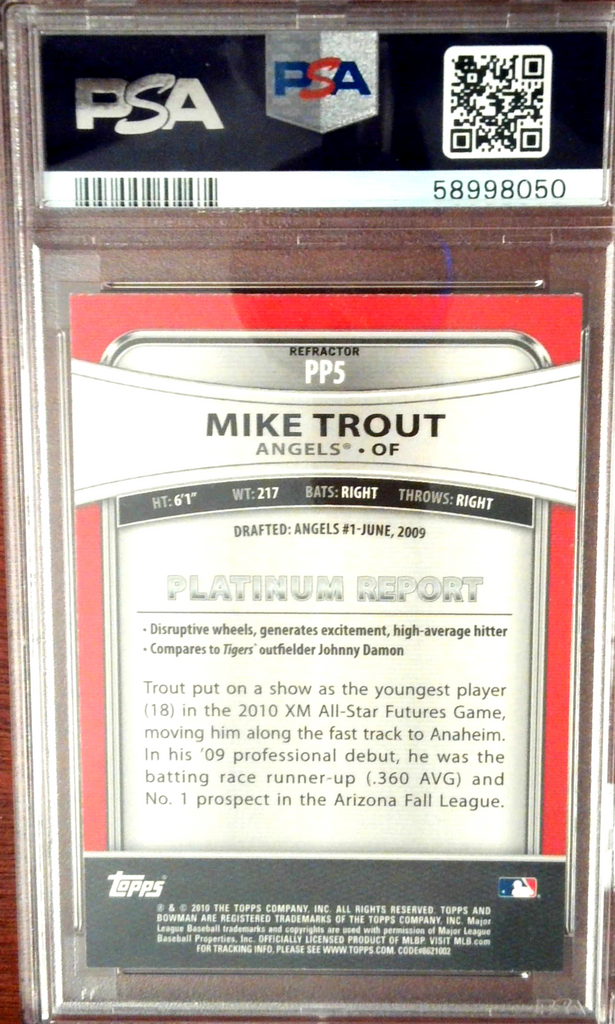 PSA
PSA
58998050
REFRACTOR
PP5
MIKE TROUT
ANGELS® • OF
HT: 6'1" WT: 217 BATS: RIGHT THROWS: RIGHT
DRAFTED: ANGELS #1-JUNE, 2009
PLATINUM REPORT
• Disruptive wheels, generates excitement, high-average hitter
• Compares to Tigers® outfielder Johnny Damon
Trout put on a show as the youngest player
(18) in the 2010 XM All-Star Futures Game,
moving him along the fast track to Anaheim.
In his '09 professional debut, he was the
batting race runner-up (.360 AVG) and
No. 1 prospect in the Arizona Fall League.
Topps®
® & © 2010 THE TOPPS COMPANY, INC. ALL RIGHTS RESERVED. TOPPS AND
BOWMAN ARE REGISTERED TRADEMARKS OF THE TOPPS COMPANY, INC. Major
League Baseball trademarks and copyrights are used with permission of Major League
Baseball Properties, Inc. OFFICIALLY LICENSED PRODUCT OF MLBP. VISIT MLB.com
FOR TRACKING INFO, PLEASE SEE WWW.TOPPS.COM. CODE#6621002